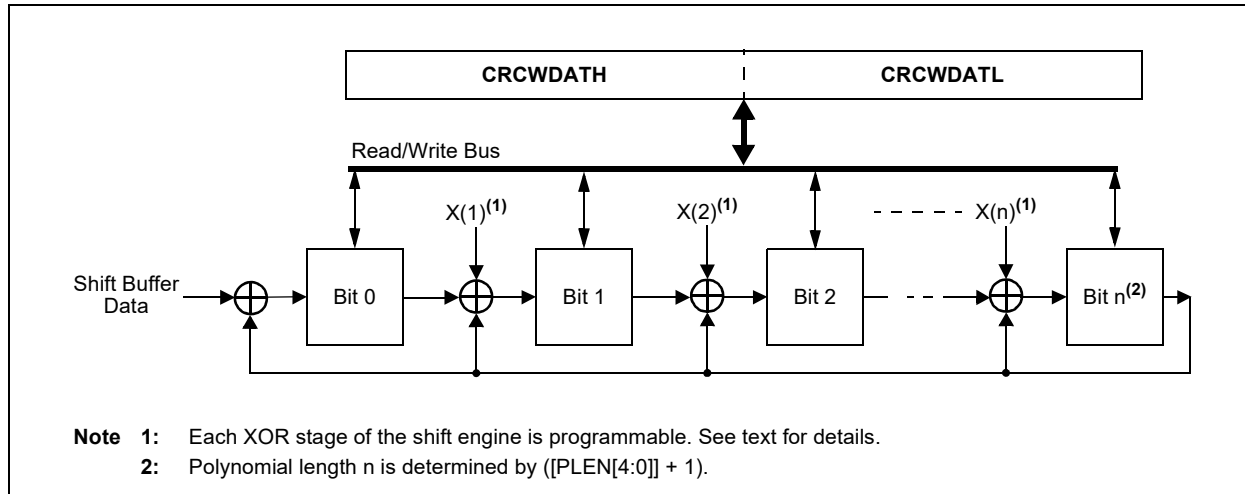 CRCWDATH CRCWDATL
Read/Write Bus
X(1)(1) X(2)(1) X(n)(1)
Shift Buffer
Data
Bit 0 Bit 1 Bit 2 Bit n(2)
Note 1: Each XOR stage of the shift engine is programmable. See text for details.
2: Polynomial length n is determined by ([PLEN[4:0]] + 1).